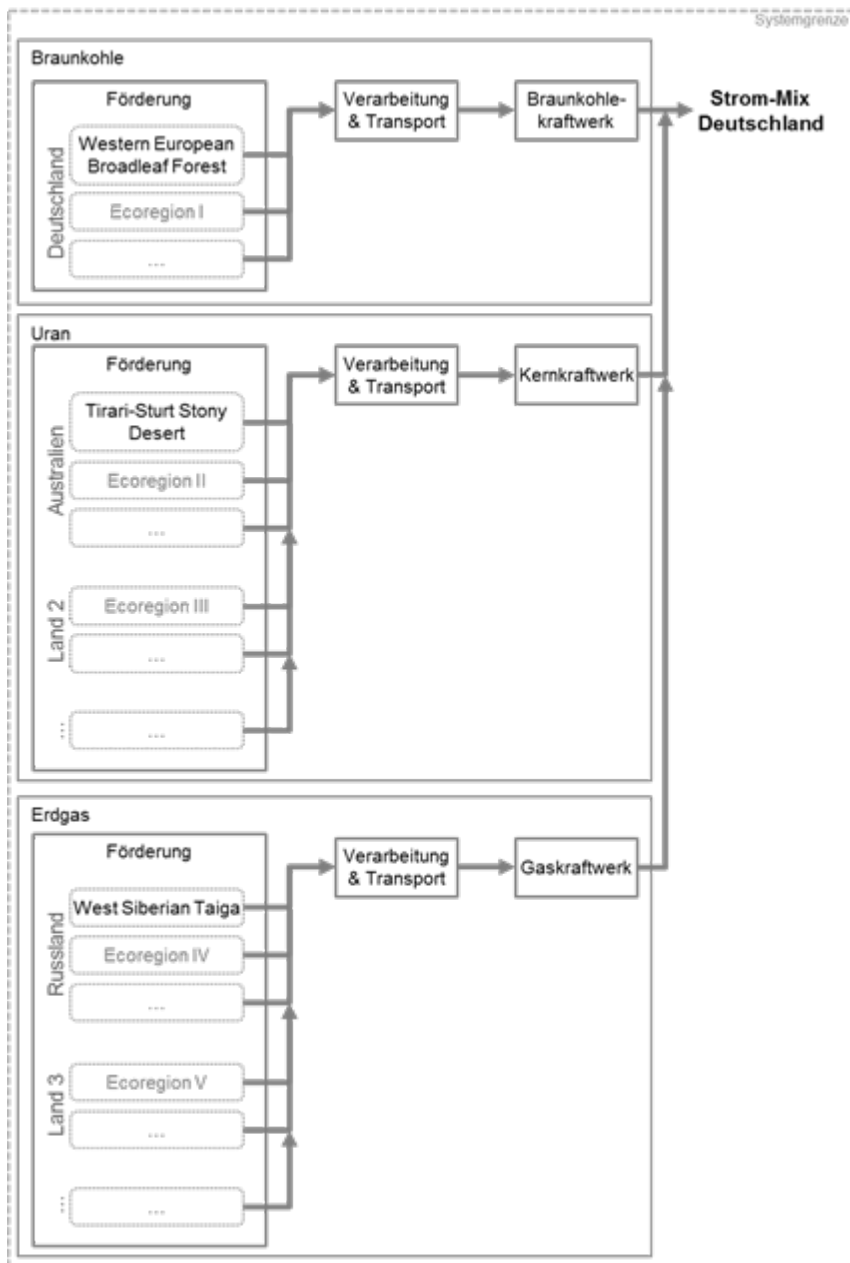 Systemgrenze
Braunkohle
Förderung
Deutschland
Western European
Broadleaf Forest
Ecoregion I
...
Verarbeitung
& Transport
Braunkohle-
kraftwerk
Strom-Mix
Deutschland
Uran
Förderung
Australien
Tirari-Sturt Stony
Desert
Ecoregion II
...
Land 2
Ecoregion III
...
...
...
Verarbeitung
& Transport
Kernkraftwerk
Erdgas
Förderung
Russland
West Siberian Taiga
Ecoregion IV
...
Land 3
Ecoregion V
...
...
...
Verarbeitung
& Transport
Gaskraftwerk